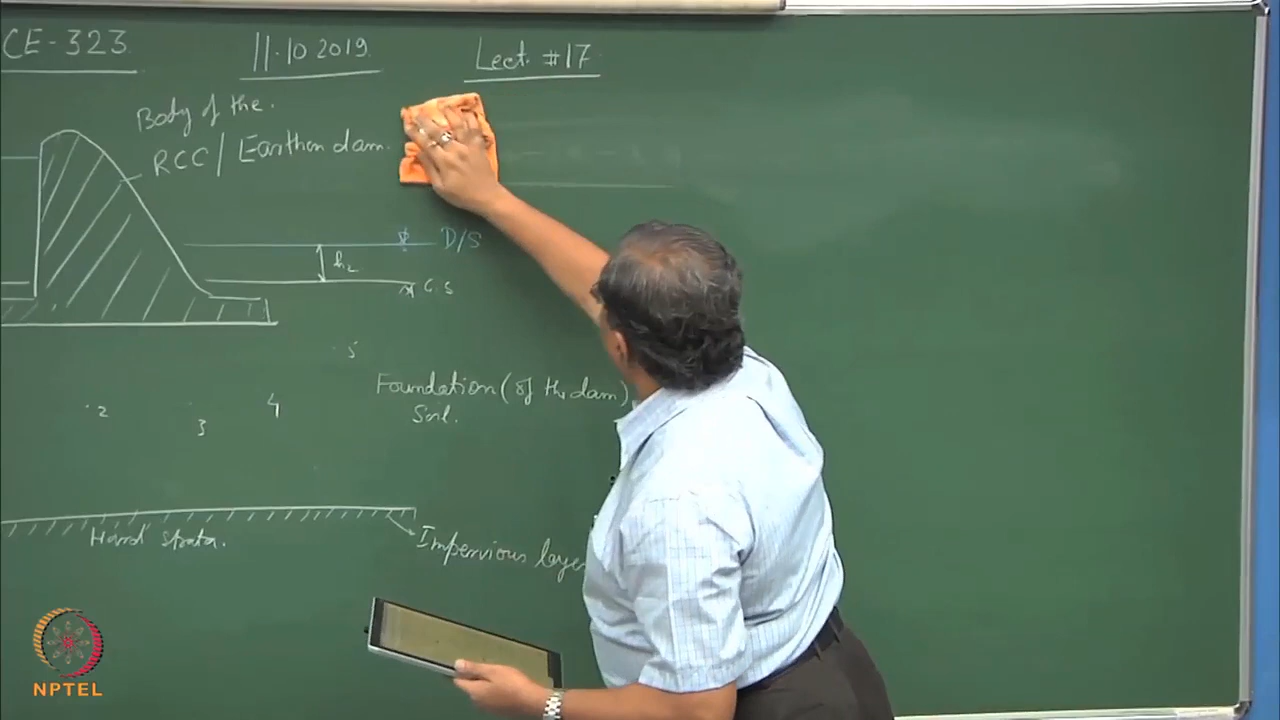 CE-323 11.10 2019 Lect. #17
Body of the
RCC / Earthen dam.
D/S
h2
G.S
5
2
3
4
Foundation (of the dam)
Soil.
Hard strata.
Impervious layer
NPTEL